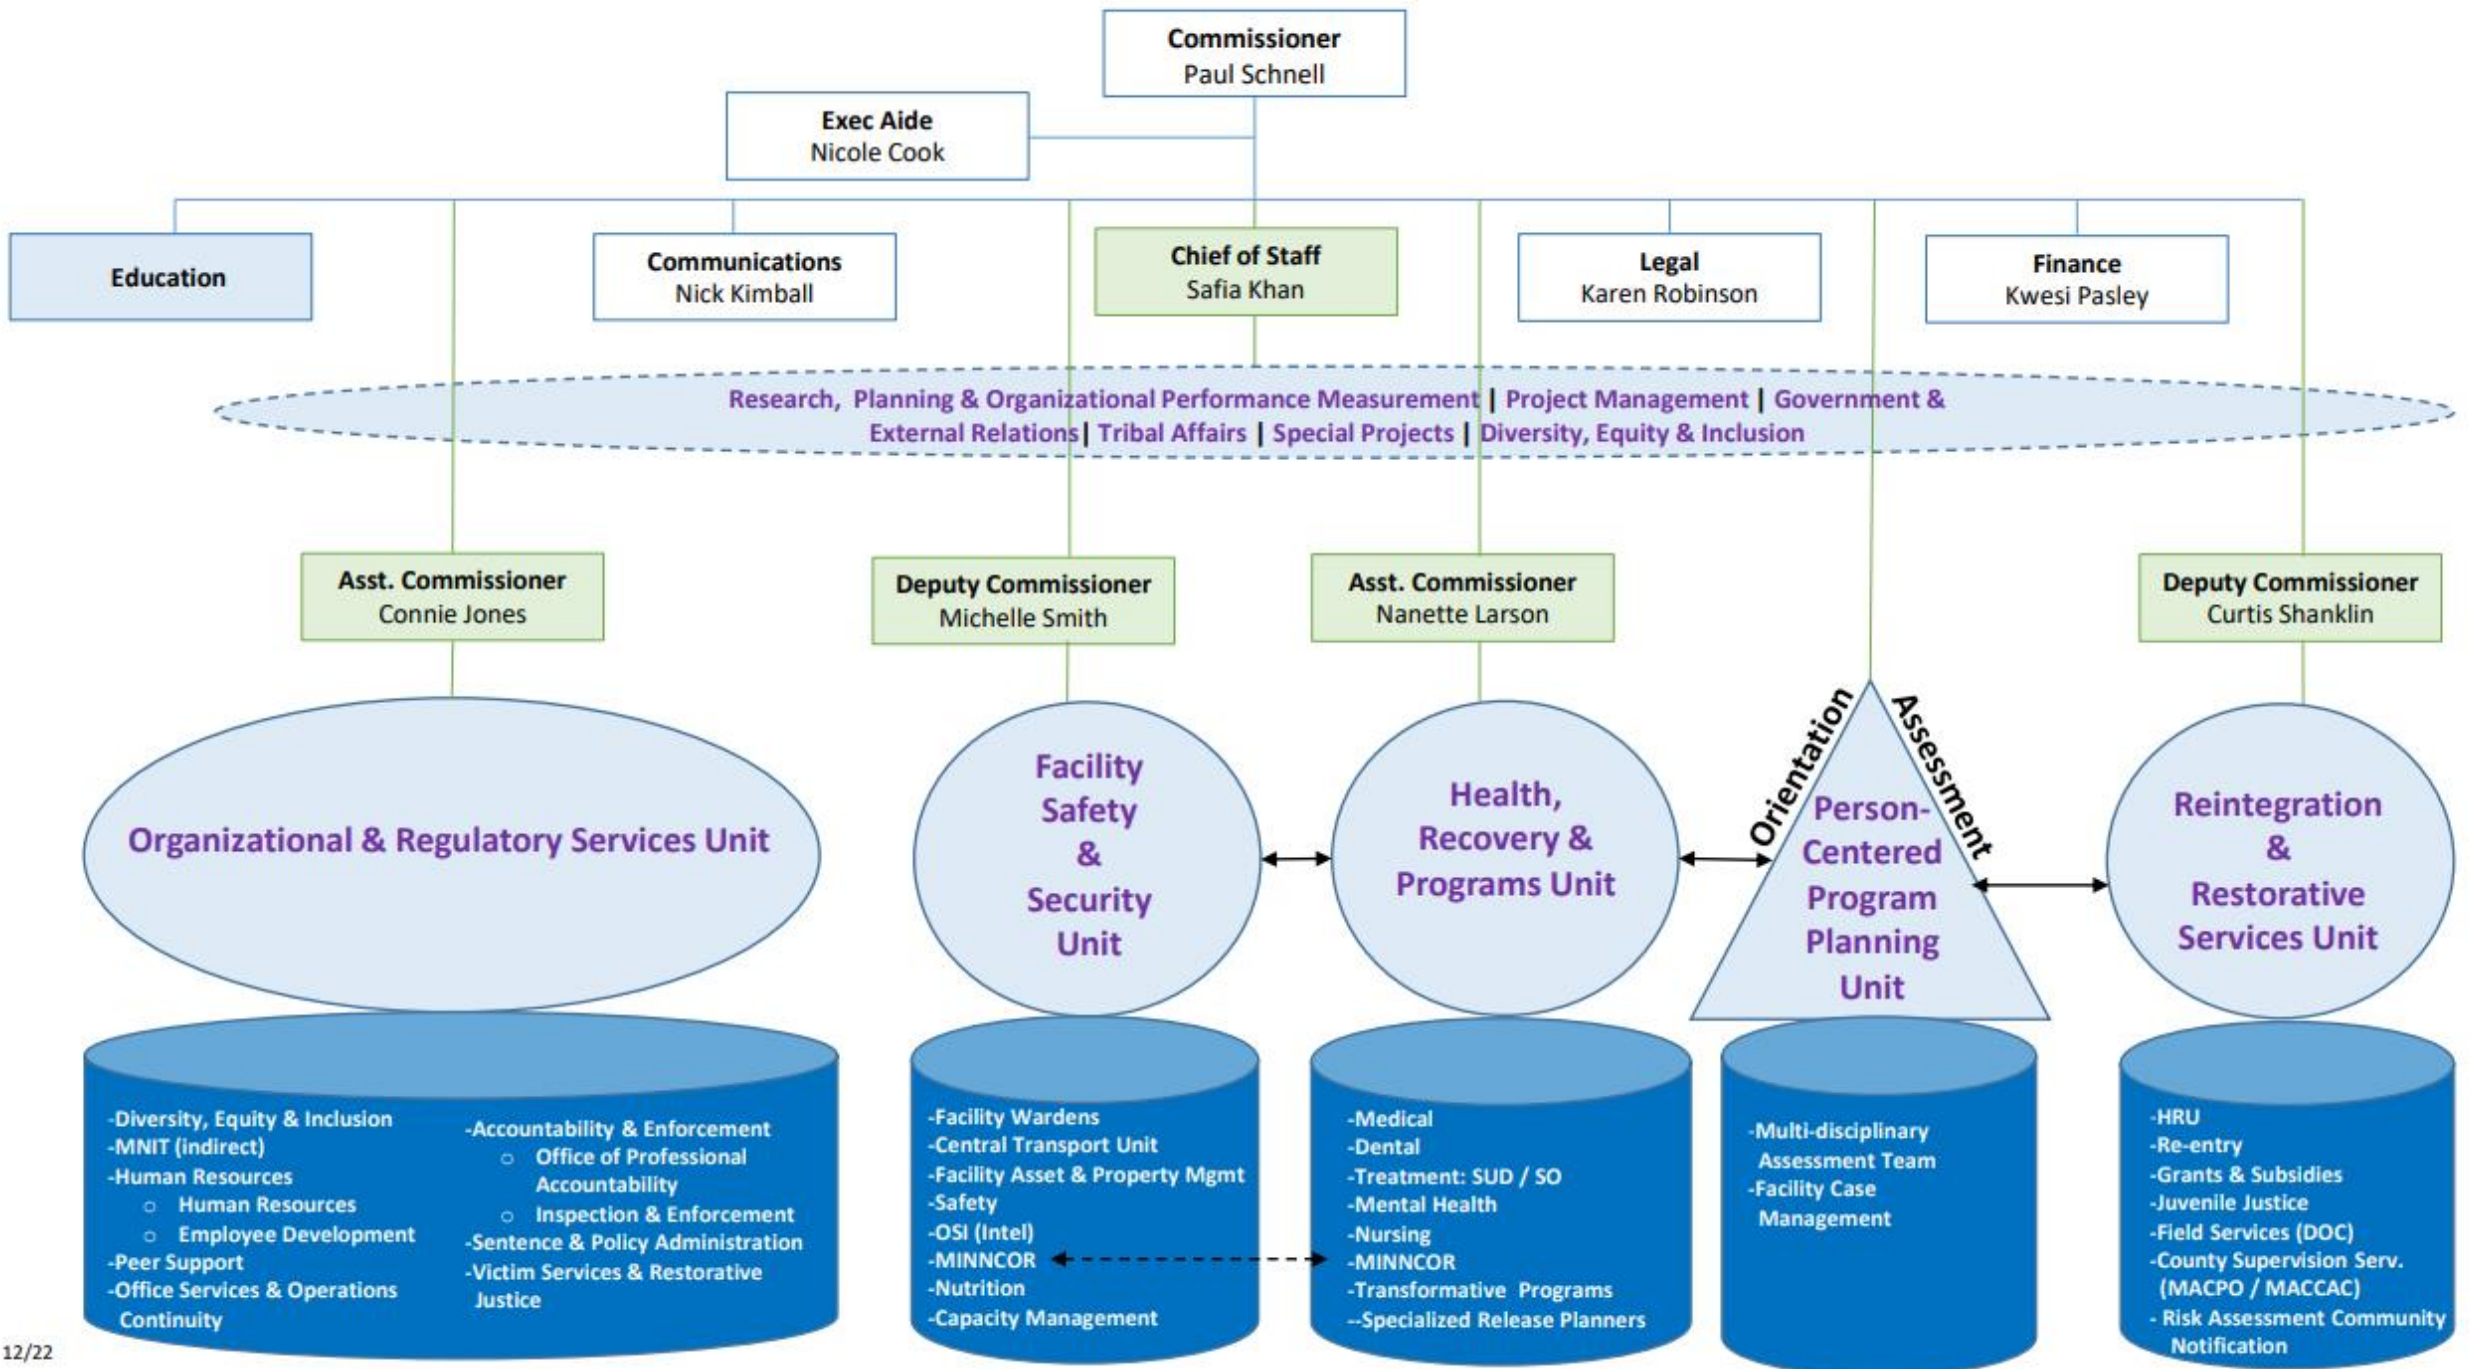 Commissioner
Paul Schnell
Exec Aide
Nicole Cook
Education
Communications
Nick Kimball
Chief of Staff
Safia Khan
Legal
Karen Robinson
Finance
Kwesi Pasley
Research, Planning & Organizational Performance Measurement | Project Management | Government &
External Relations| Tribal Affairs | Special Projects | Diversity, Equity & Inclusion
Asst. Commissioner
Connie Jones
Deputy Commissioner
Michelle Smith
Asst. Commissioner
Nanette Larson
Deputy Commissioner
Curtis Shanklin
Organizational & Regulatory Services Unit
Facility
Safety
&
Security
Unit
Health,
Recovery &
Programs Unit
Orientation
Assessment
Person-
Centered
Program
Planning
Unit
Reintegration
&
Restorative
Services Unit
-Diversity, Equity & Inclusion
-MNIT (indirect)
-Human Resources
o Human Resources
o Employee Development
-Peer Support
-Office Services & Operations
Continuity
-Accountability & Enforcement
o Office of Professional
Accountability
o Inspection & Enforcement
-Sentence & Policy Administration
-Victim Services & Restorative
Justice
-Facility Wardens
-Central Transport Unit
-Facility Asset & Property Mgmt
-Safety
-OSI (Intel)
-MINNCOR
-Nutrition
-Capacity Management
-Medical
-Dental
-Treatment: SUD / SO
-Mental Health
-Nursing
-MINNCOR
-Transformative Programs
--Specialized Release Planners
-Multi-disciplinary
Assessment Team
-Facility Case
Management
-HRU
-Re-entry
-Grants & Subsidies
-Juvenile Justice
-Field Services (DOC)
-County Supervision Serv.
(MACPO / MACCAC)
- Risk Assessment Community
Notification
12/22